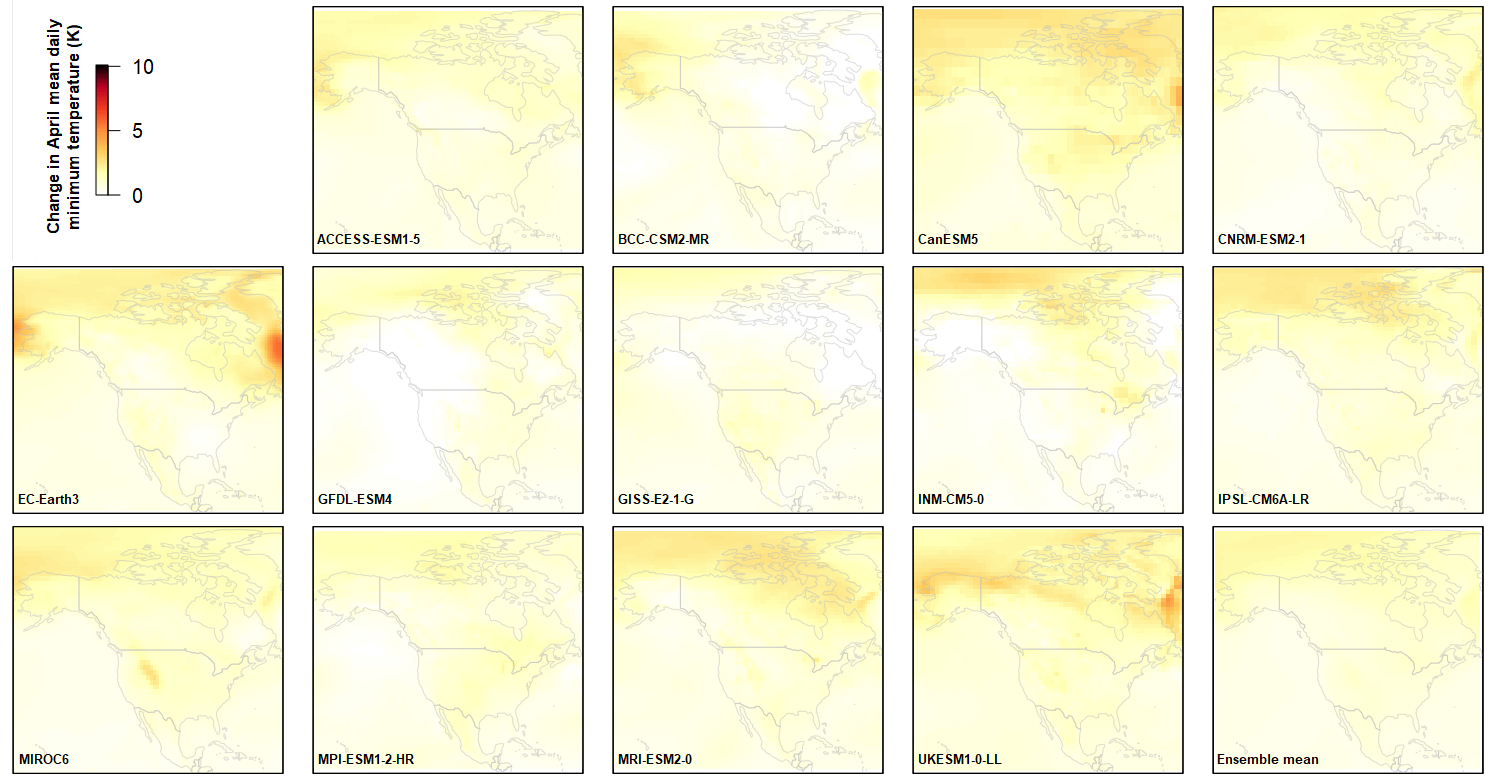 Change in April mean daily
minimum temperature (K)
10
5
0
ACCESS-ESM1-5
BCC-CSM2-MR
CanESM5
CNRM-ESM2-1
EC-Earth3
GFDL-ESM4
GISS-E2-1-G
INM-CM5-0
IPSL-CM6A-LR
MIROC6
MPI-ESM1-2-HR
MRI-ESM2-0
UKESM1-0-LL
Ensemble mean